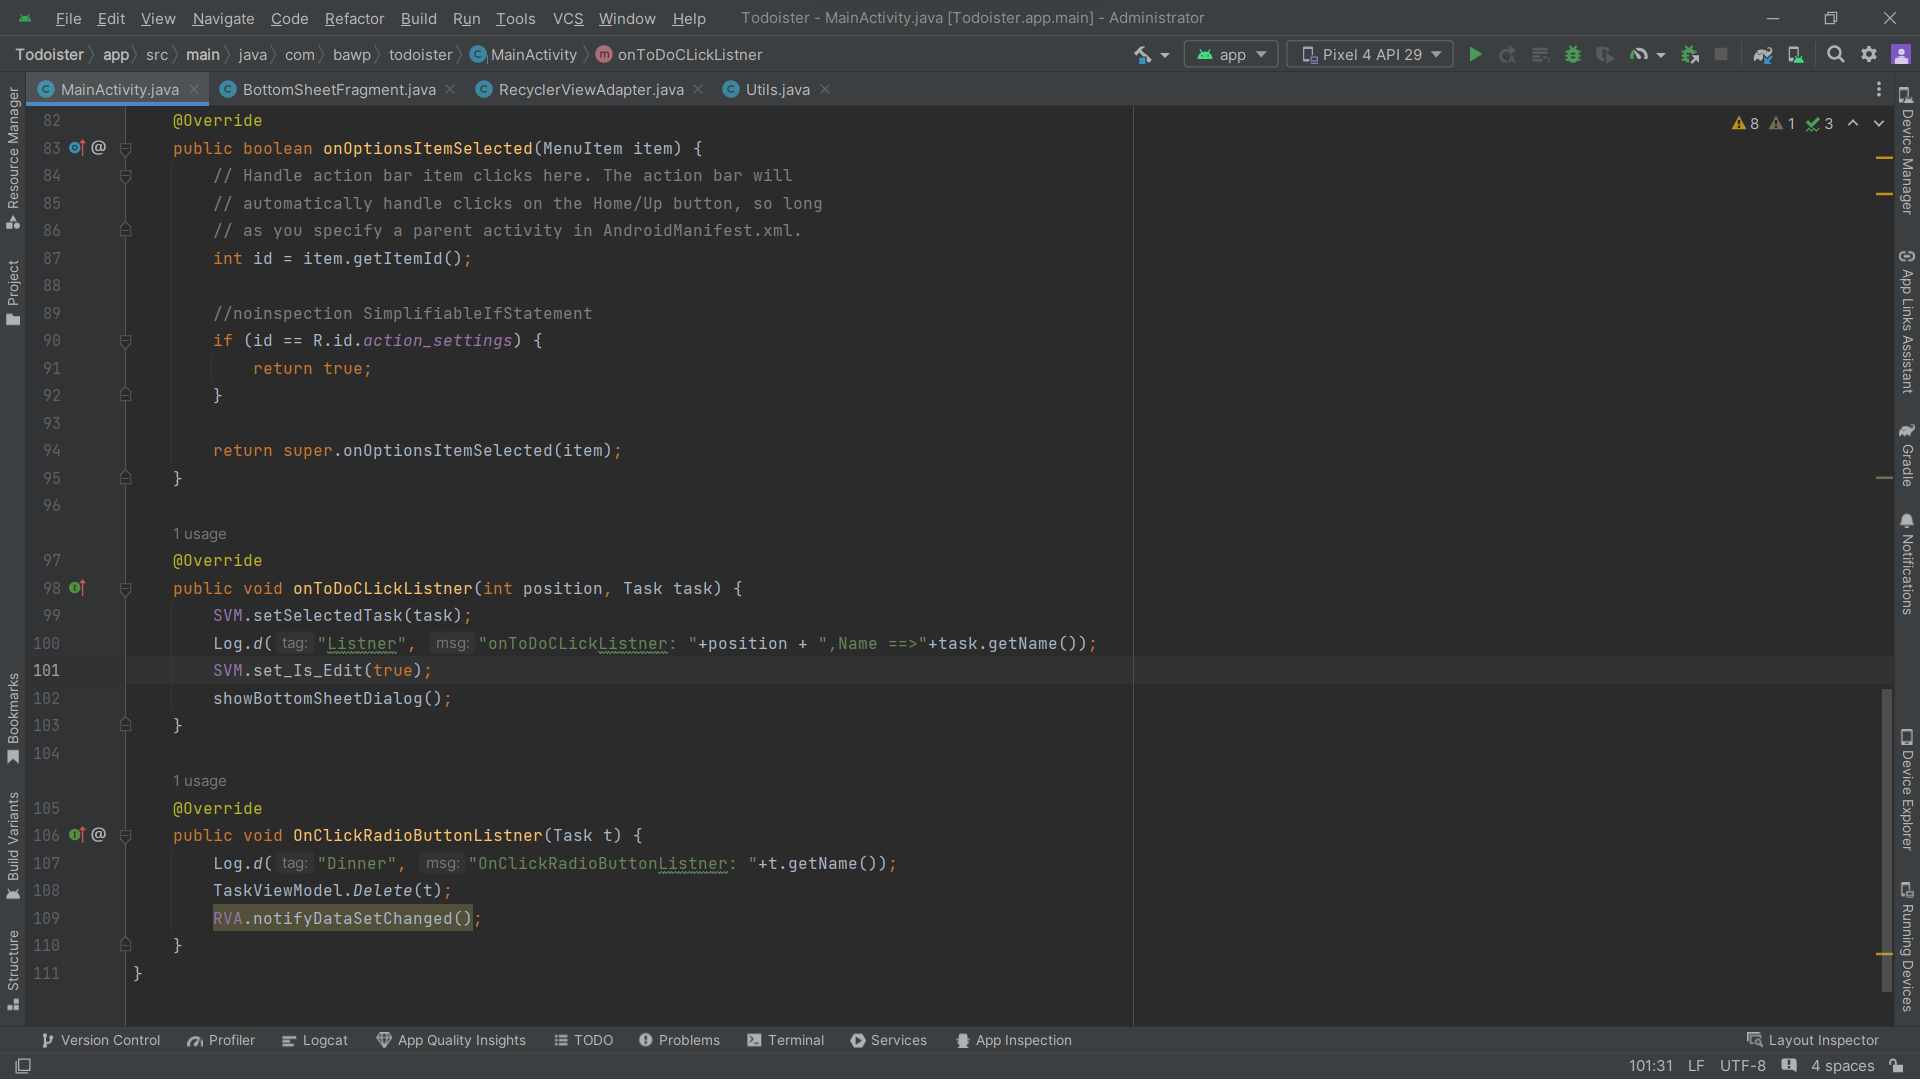 File Edit View Navigate Code Refactor Build Run Tools VCS Window Help Todoister - MainActivity.java [Todoister.app.main] - Administrator
Todoister app src main java com bawp todoister MainActivity onToDoCLickListner app Pixel 4 API 29
MainActivity.java BottomSheetFragment.java RecyclerViewAdapter.java Utils.java
8 1 3
82 @Override
83 public boolean onOptionsItemSelected(MenuItem item) {
84 // Handle action bar item clicks here. The action bar will
85 // automatically handle clicks on the Home/Up button, so long
86 // as you specify a parent activity in AndroidManifest.xml.
87 int id = item.getItemId();
88
89 //noinspection SimplifiableIfStatement
90 if (id == R.id.action_settings) {
91 return true;
92 }
93
94 return super.onOptionsItemSelected(item);
95 }
96
1 usage
97 @Override
98 public void onToDoCLickListner(int position, Task task) {
99 SVM.setSelectedTask(task);
100 Log.d( tag: "Listner", msg: "onToDoCLickListner: "+position + ",Name ==>"+task.getName());
101 SVM.set_Is_Edit(true);
102 showBottomSheetDialog();
103 }
104
1 usage
105 @Override
106 public void OnClickRadioButtonListner(Task t) {
107 Log.d( tag: "Dinner", msg: "OnClickRadioButtonListner: "+t.getName());
108 TaskViewModel.Delete(t);
109 RVA.notifyDataSetChanged();
110 }
111 }
Resource Manager
Project
Bookmarks
Build Variants
Structure
Device Manager
App Links Assistant
Gradle
Notifications
Device Explorer
Running Devices
Version Control Profiler Logcat App Quality Insights TODO Problems Terminal Services App Inspection Layout Inspector
101:31 LF UTF-8 4 spaces